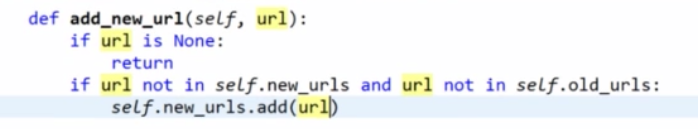 def add_new_url(self, url):
    if url is None:
        return
    if url not in self.new_urls and url not in self.old_urls:
        self.new_urls.add(url)